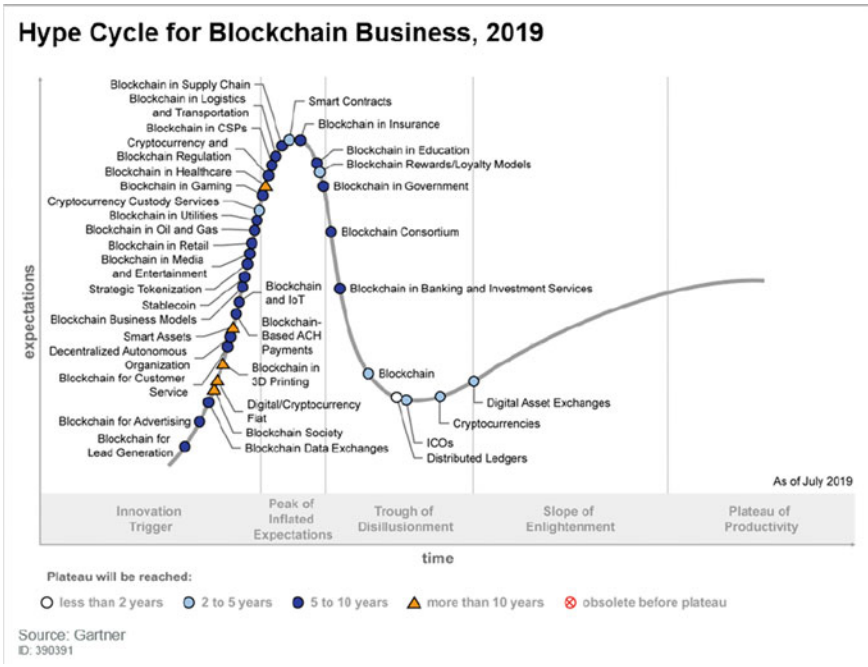 Hype Cycle for Blockchain Business, 2019
expectations
Blockchain in Supply Chain
Blockchain in Logistics
and Transportation
Blockchain in CSPs
Cryptocurrency and
Blockchain Regulation
Blockchain in Healthcare
Blockchain in Gaming
Cryptocurrency Custody Services
Blockchain in Utilities
Blockchain in Oil and Gas
Blockchain in Retail
Blockchain in Media
and Entertainment
Strategic Tokenization
Stablecoin
Blockchain Business Models
Smart Assets
Decentralized Autonomous
Organization
Blockchain for Customer
Service
Blockchain for Advertising
Blockchain for
Lead Generation
Blockchain
and IoT
Blockchain-
Based ACH
Payments
Blockchain in
3D Printing
Digital/Cryptocurrency
Fiat
Blockchain Society
Blockchain Data Exchanges
Smart Contracts
Blockchain in Insurance
Blockchain in Education
Blockchain Rewards/Loyalty Models
Blockchain in Government
Blockchain Consortium
Blockchain in Banking and Investment Services
Blockchain
Digital Asset Exchanges
Cryptocurrencies
ICOs
Distributed Ledgers
As of July 2019
Innovation
Trigger
Peak of
Inflated
Expectations
Trough of
Disillusionment
Slope of
Enlightenment
Plateau of
Productivity
time
Plateau will be reached:
less than 2 years
2 to 5 years
5 to 10 years
more than 10 years
obsolete before plateau
Source: Gartner
ID: 390391